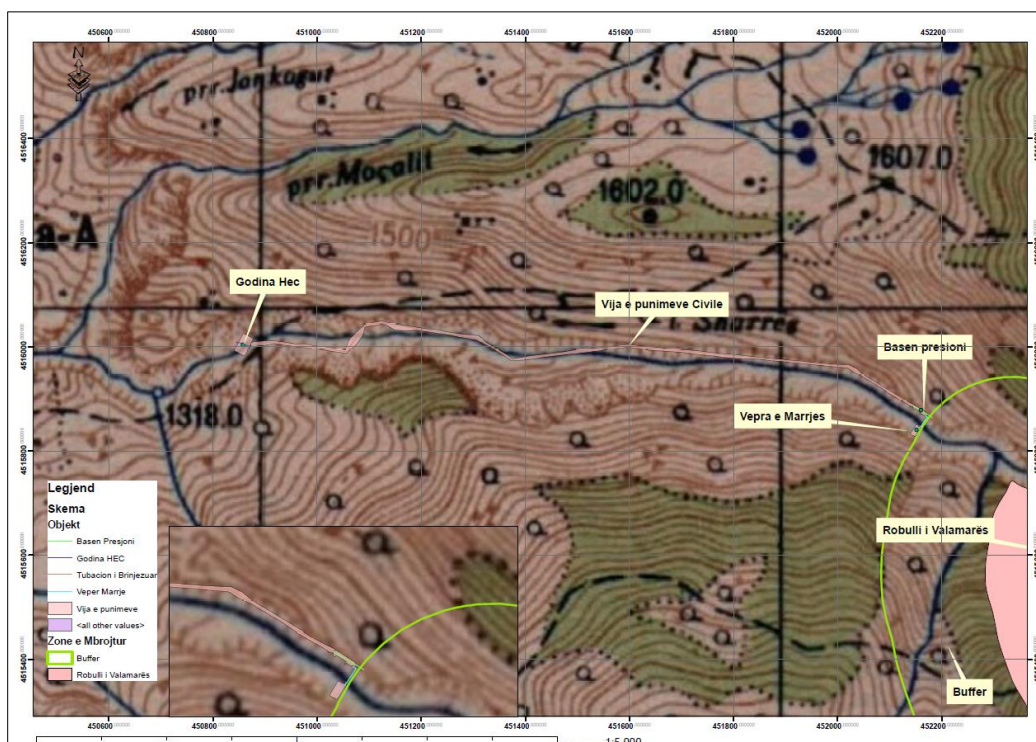 450600 450800 451000 451200 451400 451600 451800 452000 452200
N
prr.Jonkogut
4516400
prr.Moçalit
1607.0
1602.0
a-A
4516200
1500
Godina Hec
Vija e punimeve Civile
4516000
Basen presioni
1318.0
Vepra e Marrjes
4515800
Legjend
Skema
Objekt
Basen Presjoni
Godina HEC
Tubacion i Brinjezuar
Veper Marrje
Vija e punimeve
<all other values>
Zone e Mbrojtur
Buffer
Robulli i Valamarës
Robulli i Valamarës
4515600
4515400
Buffer
450600 450800 451000 451200 451400 451600 451800 452000 452200
1:5,000